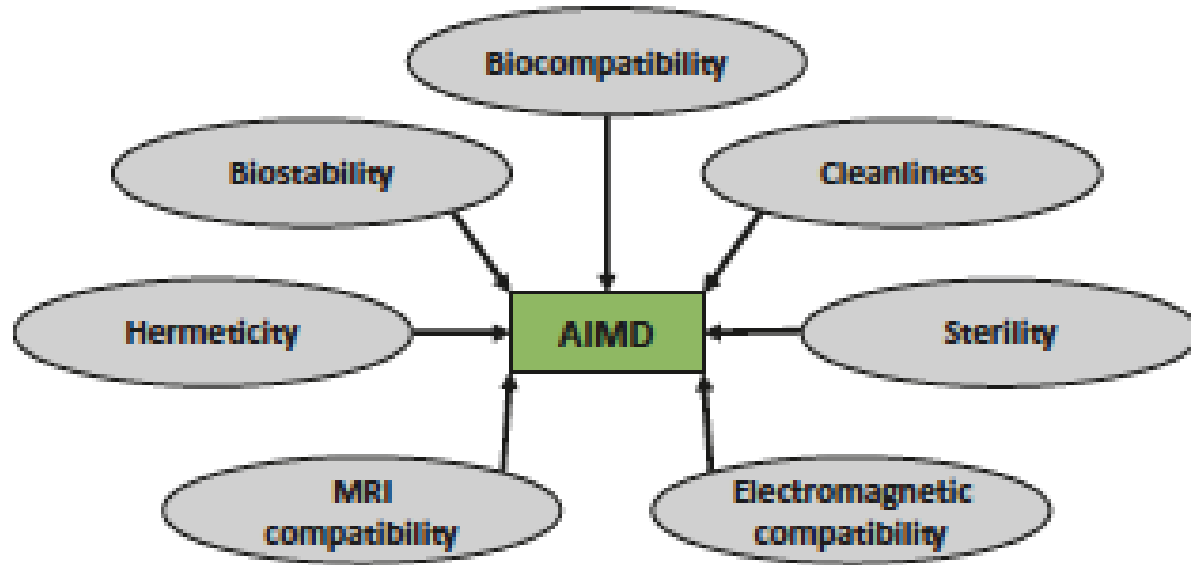 Biocompatibility
Biostability
Cleanliness
Hermeticity
AIMD
Sterility
MRI
compatibility
Electromagnetic
compatibility